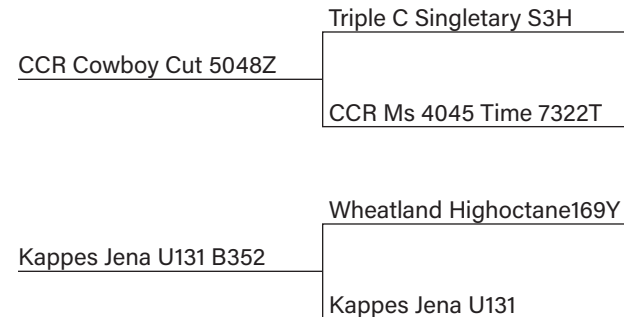 Triple C Singletary S3H
CCR Cowboy Cut 5048Z
CCR Ms 4045 Time 7322T
Wheatland Highoctane169Y
Kappes Jena U131 B352
Kappes Jena U131